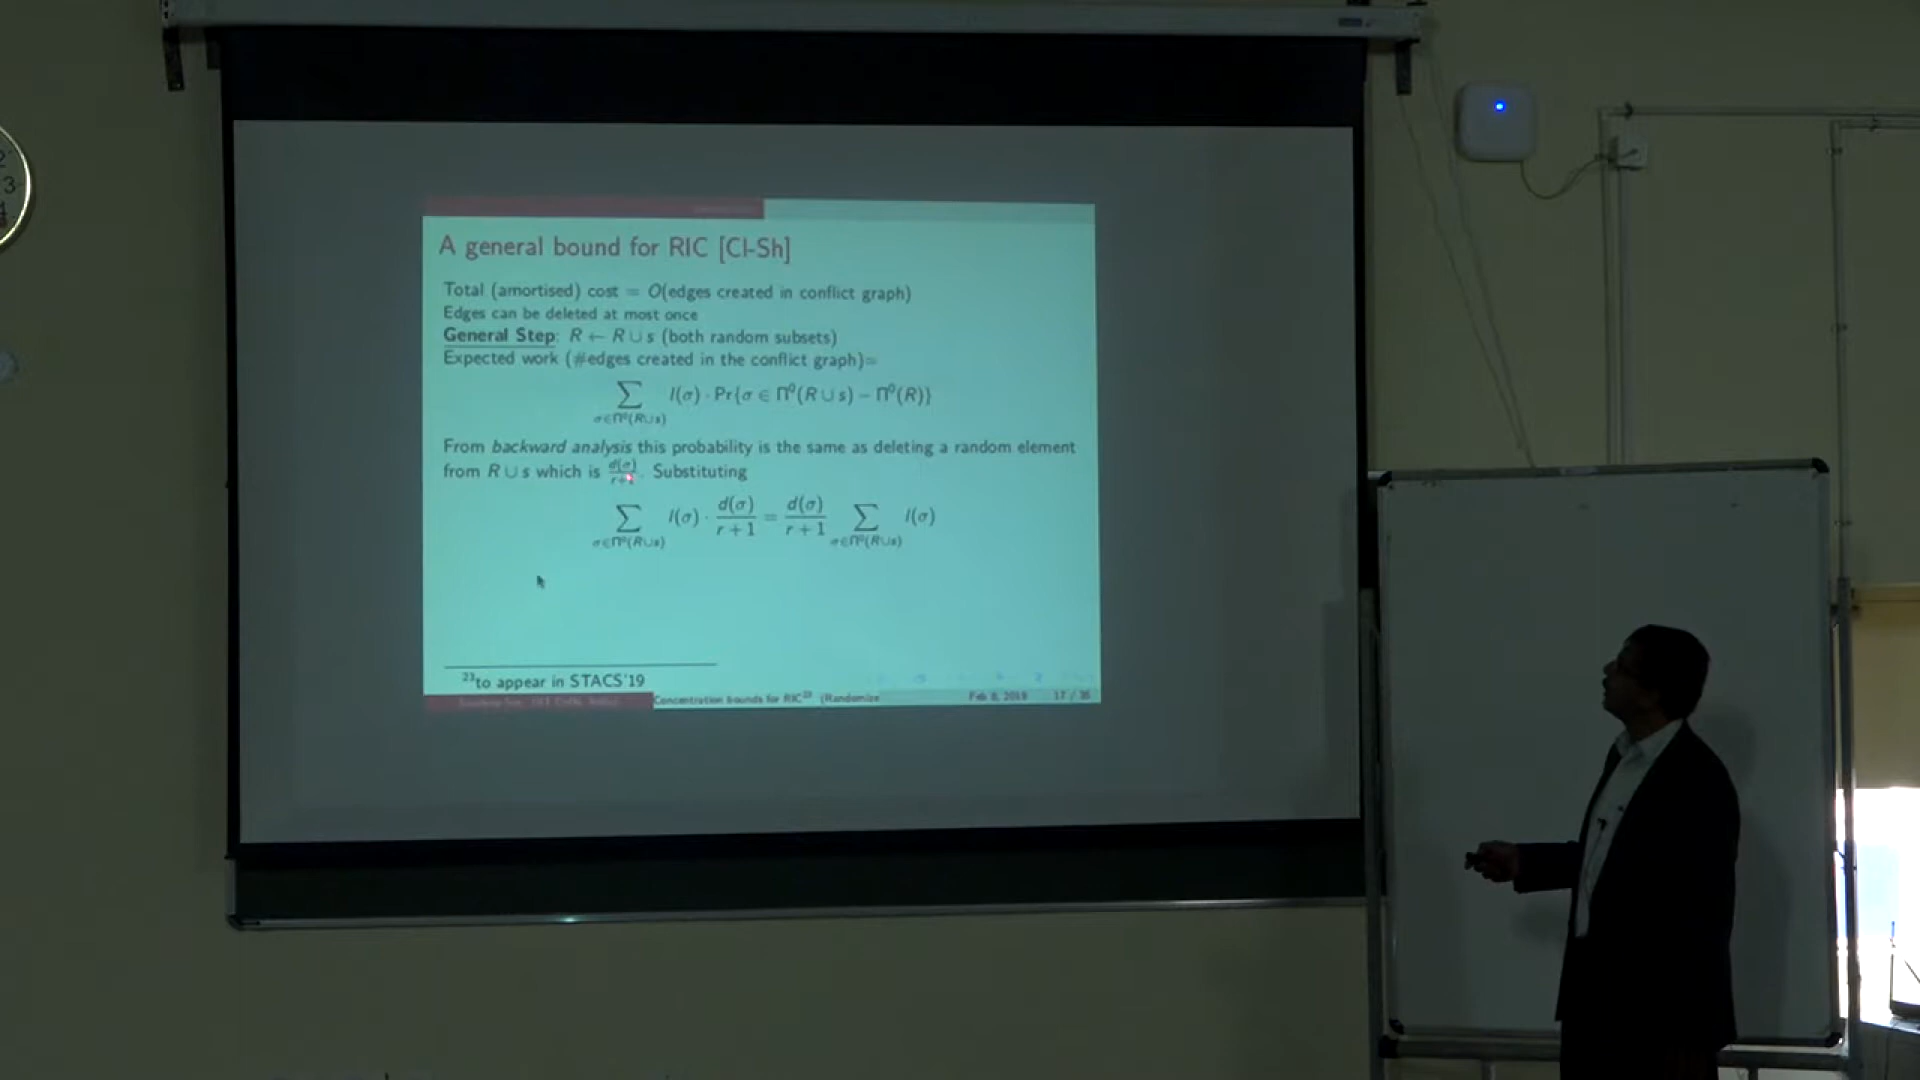 A general bound for RIC [Cl-Sh]
Total (amortised) cost = O(edges created in conflict graph)
Edges can be deleted at most once
General Step: R ← R ∪ s (both random subsets)
Expected work (#edges created in the conflict graph)=
∑ σ∈Π⁰(R∪s) l(σ) · Pr{σ ∈ Π⁰(R ∪ s) − Π⁰(R)}
From backward analysis this probability is the same as deleting a random element
from R ∪ s which is d(σ)/r+1. Substituting
∑ σ∈Π⁰(R∪s) l(σ) · d(σ)/r + 1 = d(σ)/r + 1 ∑ σ∈Π⁰(R∪s) l(σ)
23to appear in STACS'19
Concentration bounds for RIC²³ (Randomize Feb 8, 2019 17 /
2
3
4